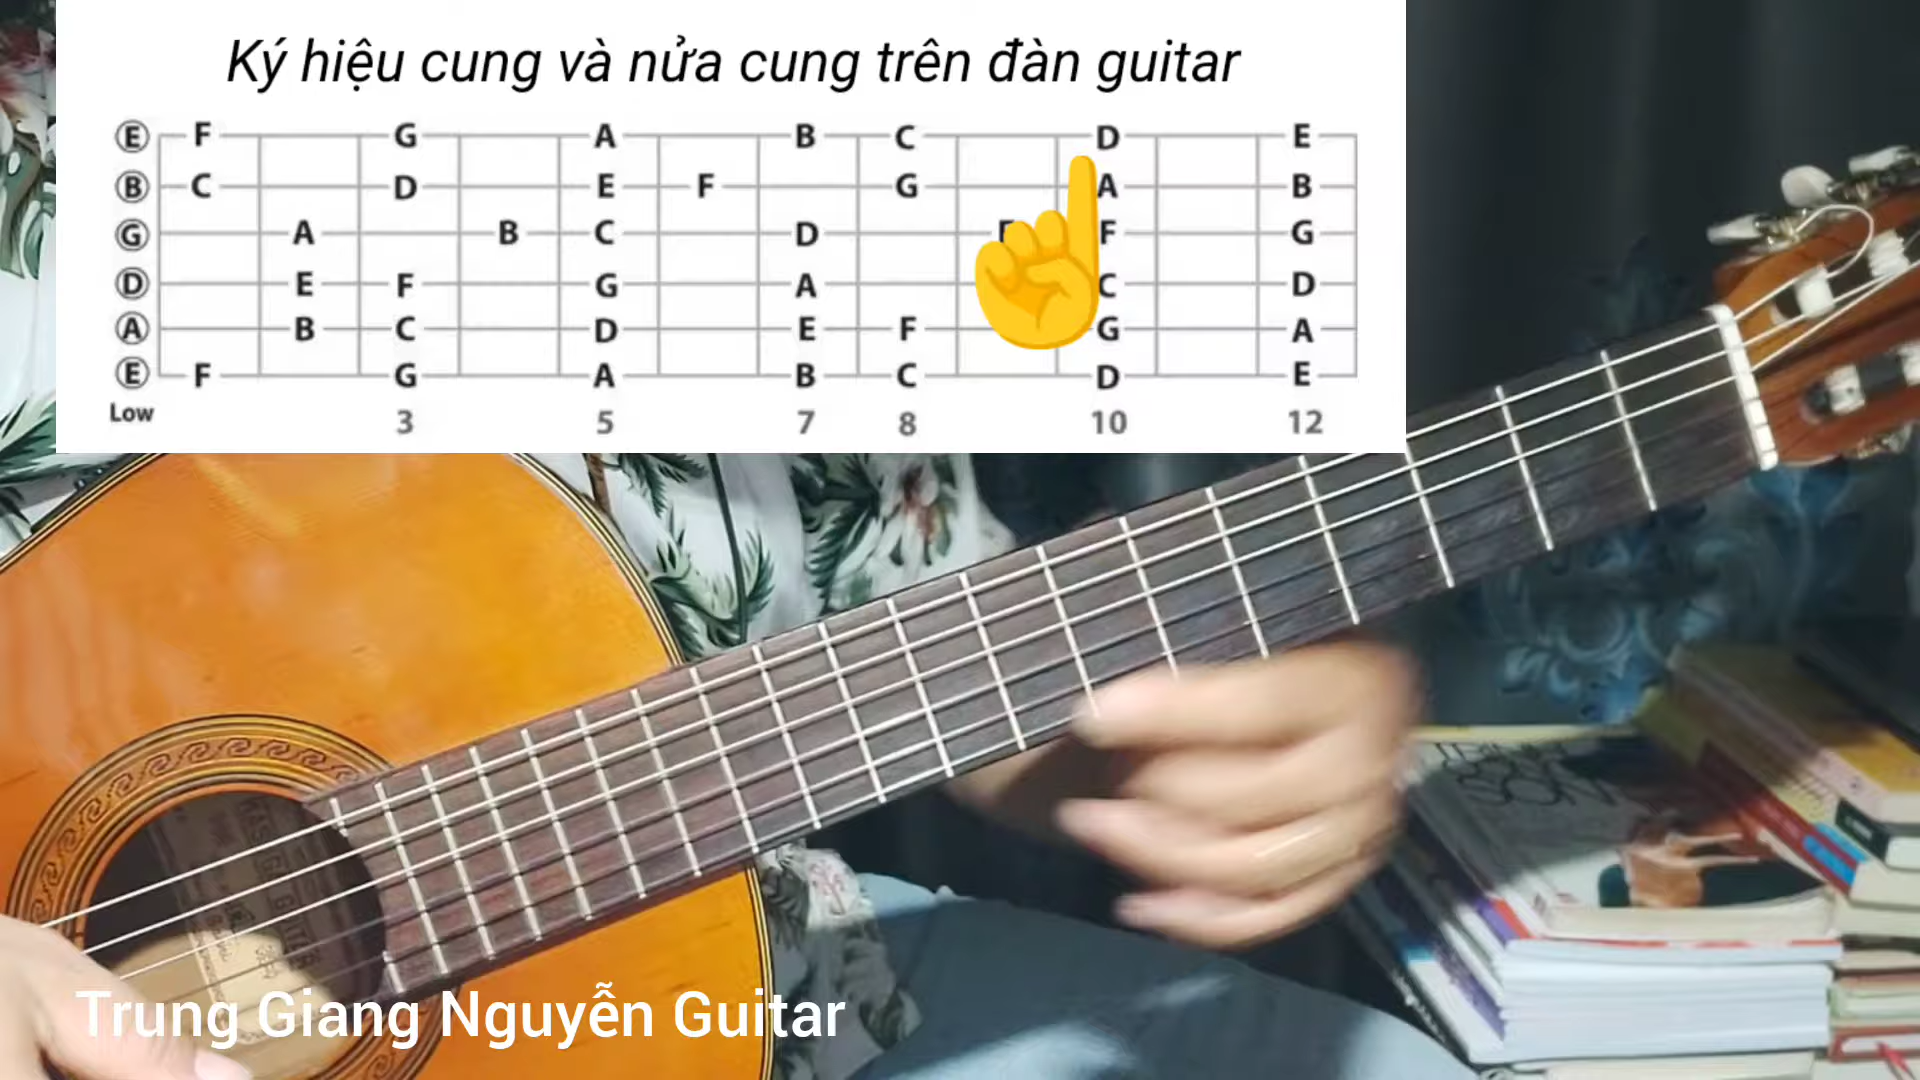 Ký hiệu cung và nửa cung trên đàn guitar
E F G A B C D E
B C D E F G A B
G A B C D F G
D E F G A C D
A B C D E F G A
E F G A B C D E
Low 3 5 7 8 10 12
Trung Giang Nguyễn Guitar